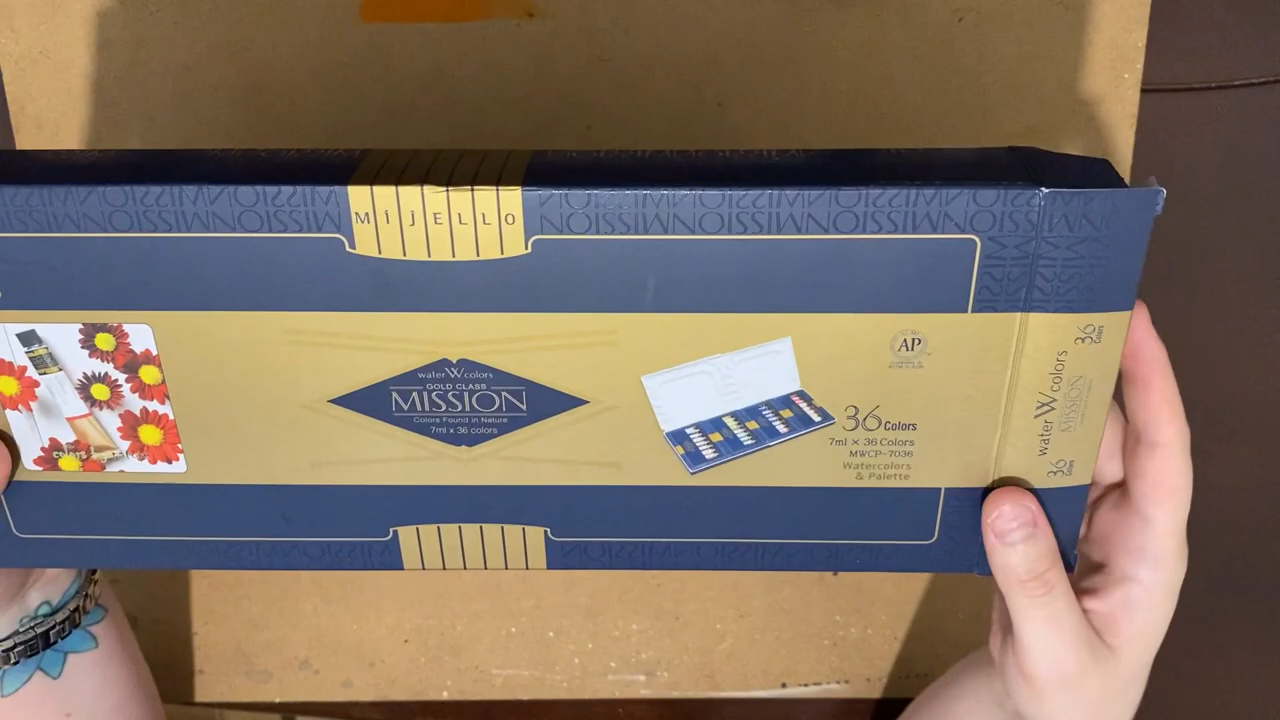 MiJELLO
water W colors
GOLD CLASS
MISSION
Colors Found in Nature
7ml x 36 colors
AP
36 Colors
7ml × 36 Colors
MWCP-7036
Watercolors
& Palette
36 Colors
water W colors
MISSION
36 Colors